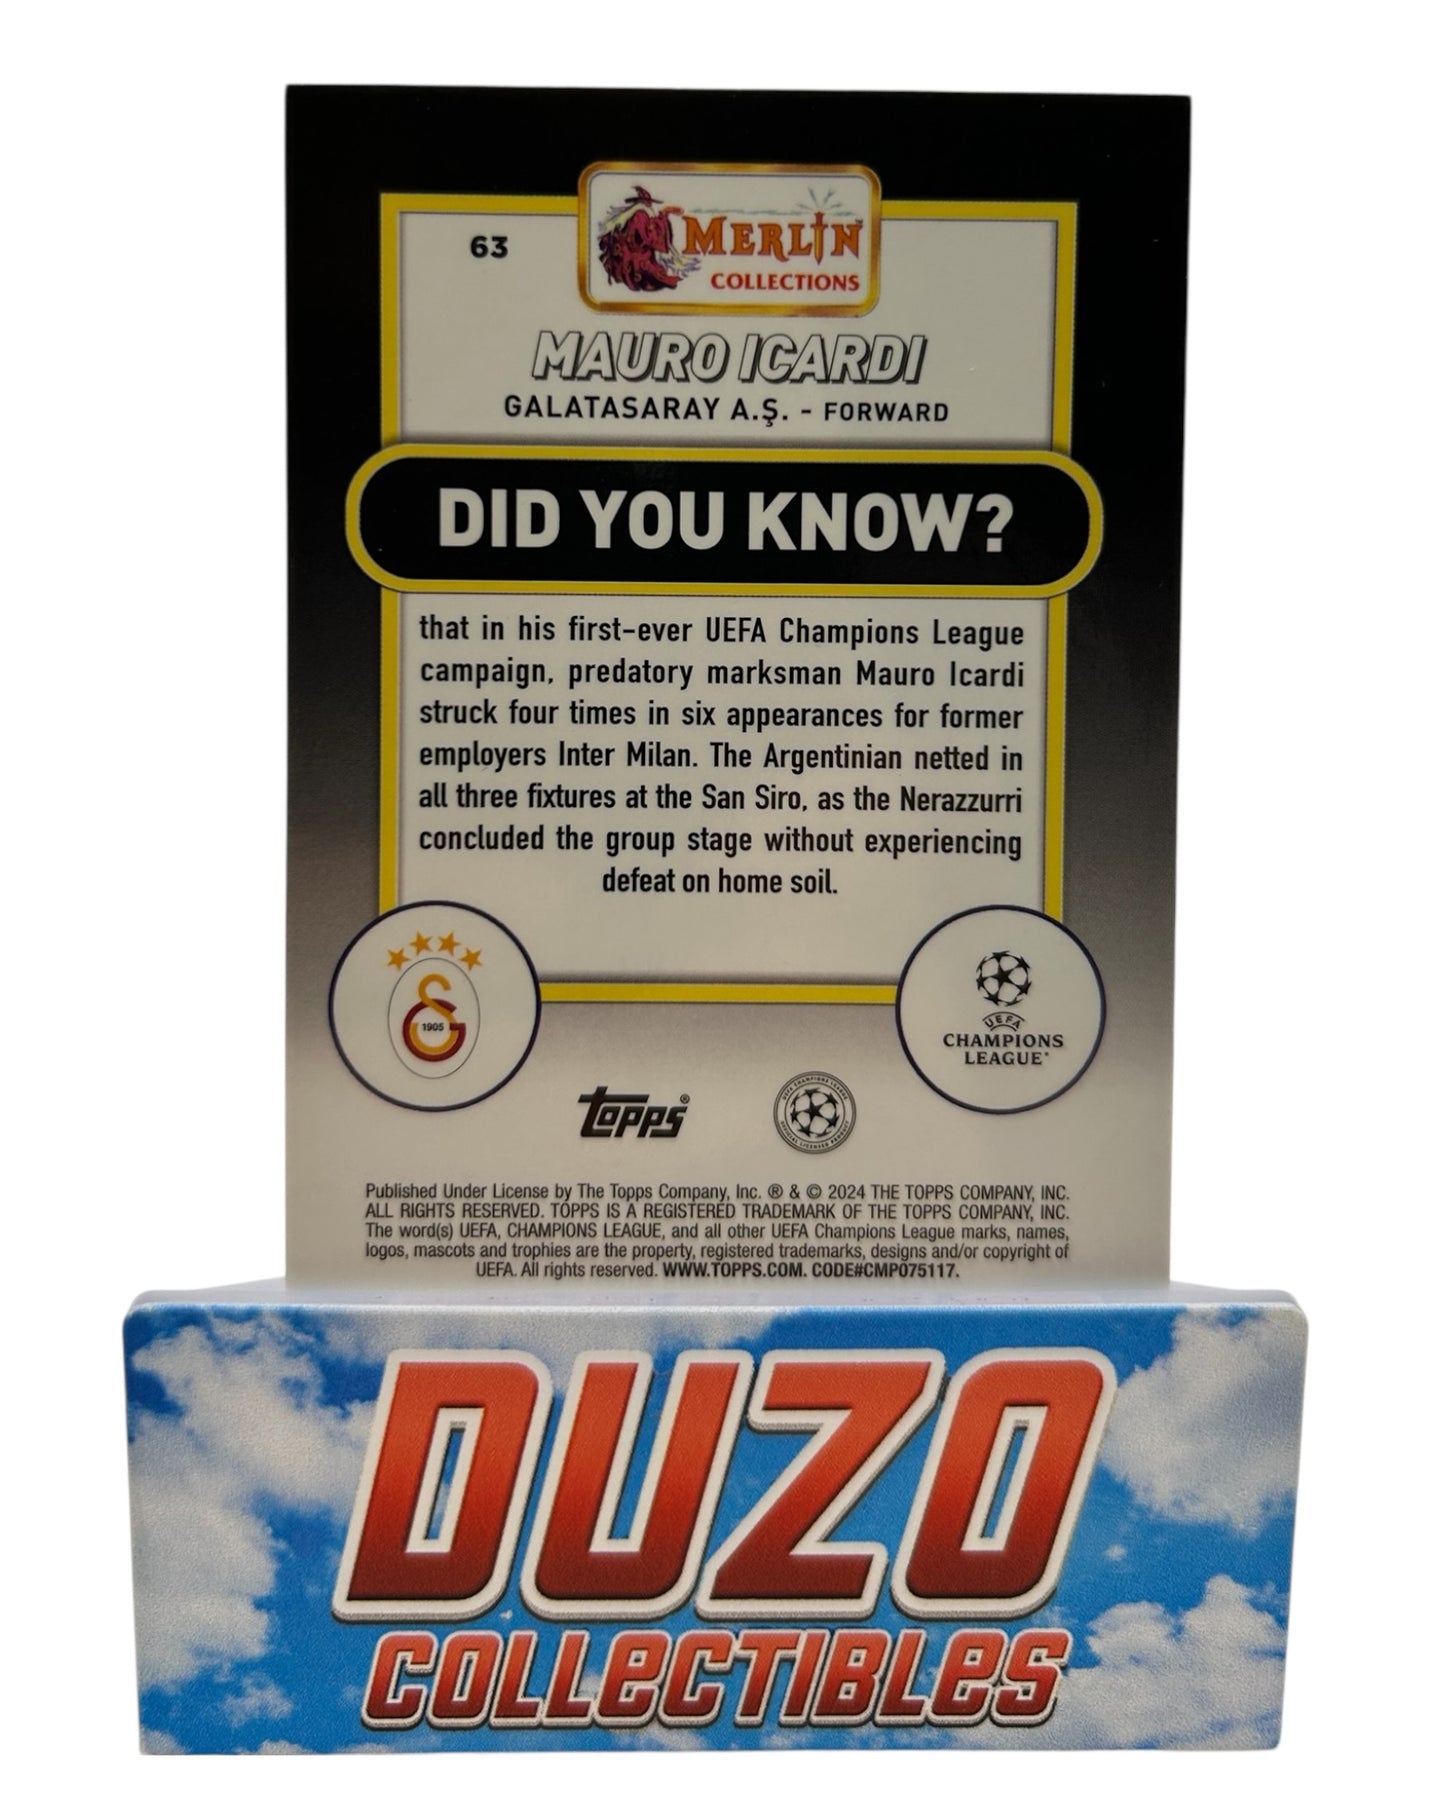 63
MERLIN
COLLECTIONS
MAURO ICARDI
GALATASARAY A.Ş. - FORWARD
DID YOU KNOW?
that in his first-ever UEFA Champions League
campaign, predatory marksman Mauro Icardi
struck four times in six appearances for former
employers Inter Milan. The Argentinian netted in
all three fixtures at the San Siro, as the Nerazzurri
concluded the group stage without experiencing
defeat on home soil.
1905
UEFA
CHAMPIONS
LEAGUE®
Topps®
UEFA CHAMPIONS LEAGUE
OFFICIAL LICENSED PRODUCT
Published Under License by The Topps Company, Inc. ® & © 2024 THE TOPPS COMPANY, INC.
ALL RIGHTS RESERVED. TOPPS IS A REGISTERED TRADEMARK OF THE TOPPS COMPANY, INC.
The word(s) UEFA, CHAMPIONS LEAGUE, and all other UEFA Champions League marks, names,
logos, mascots and trophies are the property, registered trademarks, designs and/or copyright of
UEFA. All rights reserved. WWW.TOPPS.COM. CODE#CMP075117.
DUZO
COLLECTIBLES